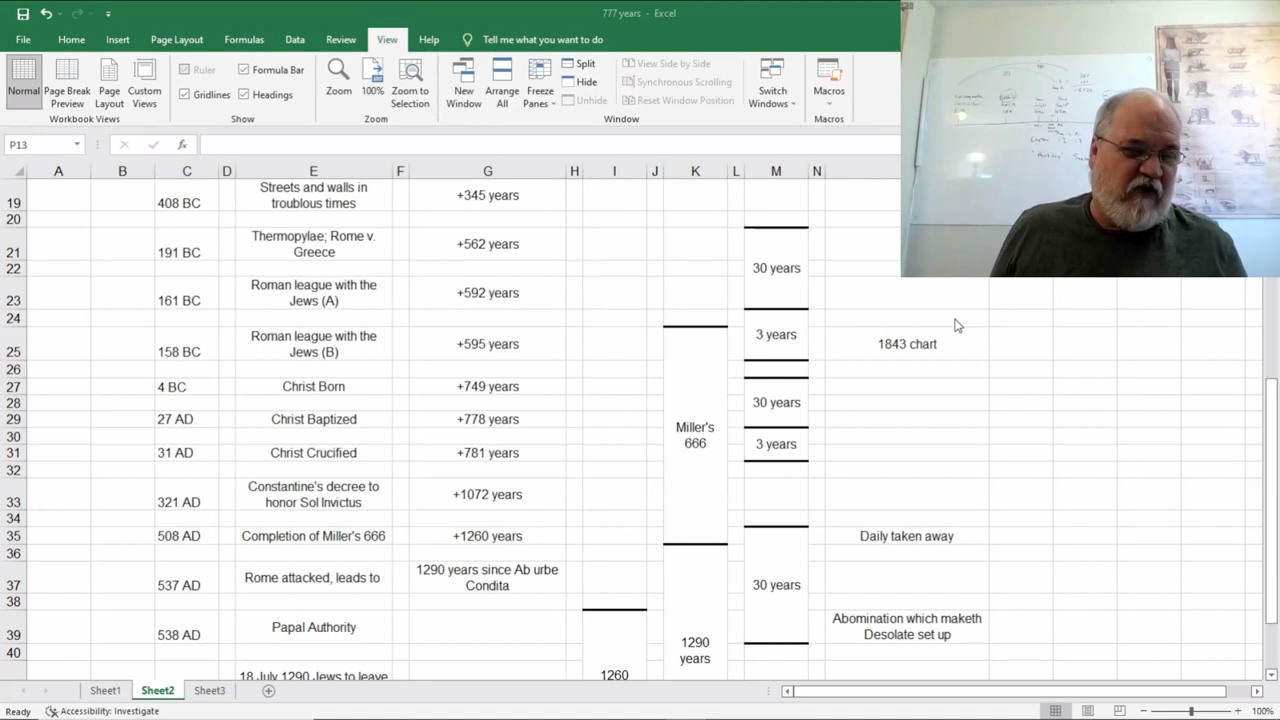 777 years - Excel
File Home Insert Page Layout Formulas Data Review View Help Tell me what you want to do
Normal
Page Break Preview
Page Layout
Custom Views
Ruler
Formula Bar
Gridlines
Headings
Zoom
100%
Zoom to Selection
New Window
Arrange All
Freeze Panes
Split
Hide
Unhide
View Side by Side
Synchronous Scrolling
Reset Window Position
Switch Windows
Macros
Workbook Views Show Zoom Window Macros
P13
fx
A B C D E F G H I J K L M N
19 408 BC Streets and walls in troublous times +345 years
20
21 191 BC Thermopylae; Rome v. Greece +562 years
22 30 years
23 161 BC Roman league with the Jews (A) +592 years
24
25 158 BC Roman league with the Jews (B) +595 years 3 years 1843 chart
26
27 4 BC Christ Born +749 years
28 30 years
29 27 AD Christ Baptized +778 years
30 Miller's 666 3 years
31 31 AD Christ Crucified +781 years
32
33 321 AD Constantine's decree to honor Sol Invictus +1072 years
34
35 508 AD Completion of Miller's 666 +1260 years Daily taken away
36
37 537 AD Rome attacked, leads to 1290 years since Ab urbe Condita 30 years
38
39 538 AD Papal Authority 1290 years Abomination which maketh Desolate set up
40
18 July 1290 Jews to leave 1260
Sheet1 Sheet2 Sheet3
Ready Accessibility: Investigate 100%